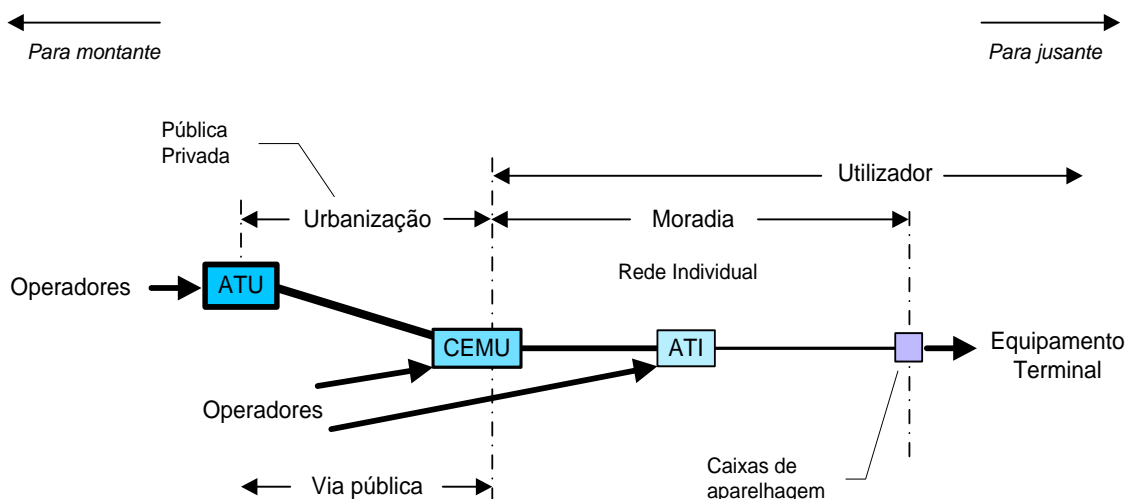 Para montante
Para jusante
Pública
Privada
Utilizador
Urbanização
Moradia
Rede Individual
Operadores
ATU
CEMU
ATI
Equipamento
Terminal
Operadores
Via pública
Caixas de
aparelhagem